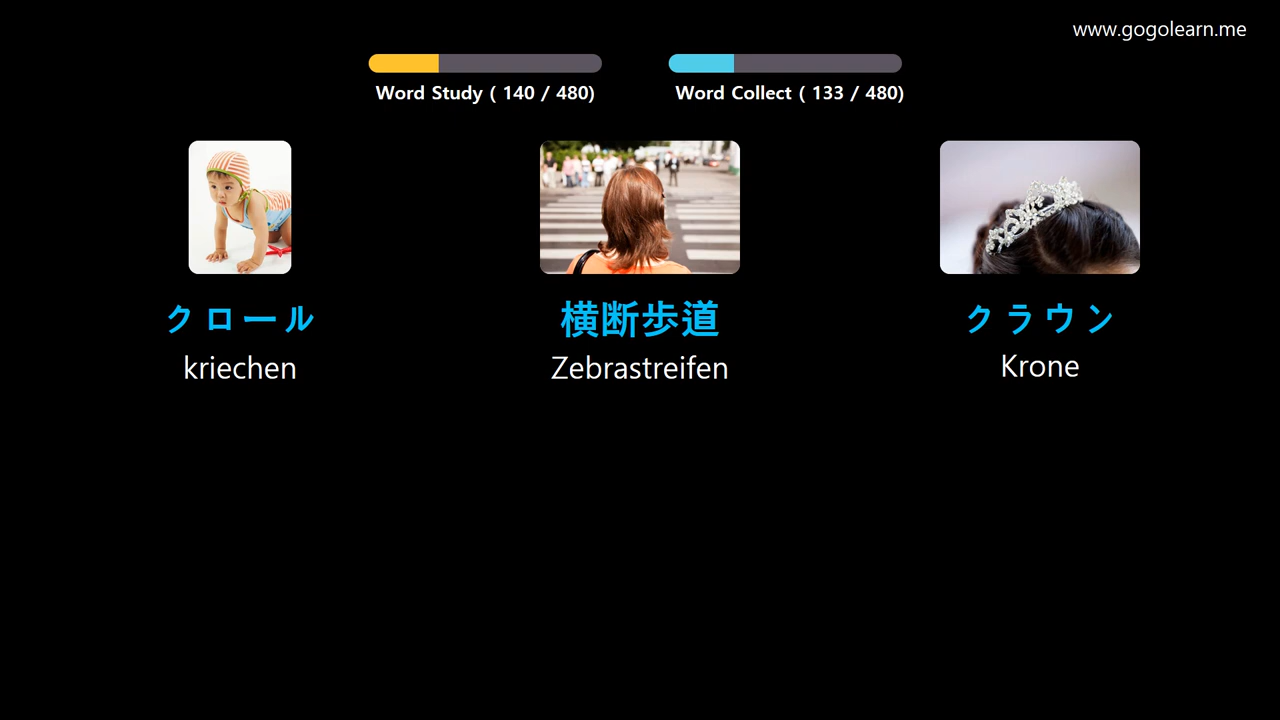 www.gogolearn.me
Word Study ( 140 / 480)
Word Collect ( 133 / 480)
クロール
kriechen
横断歩道
Zebrastreifen
クラウン
Krone